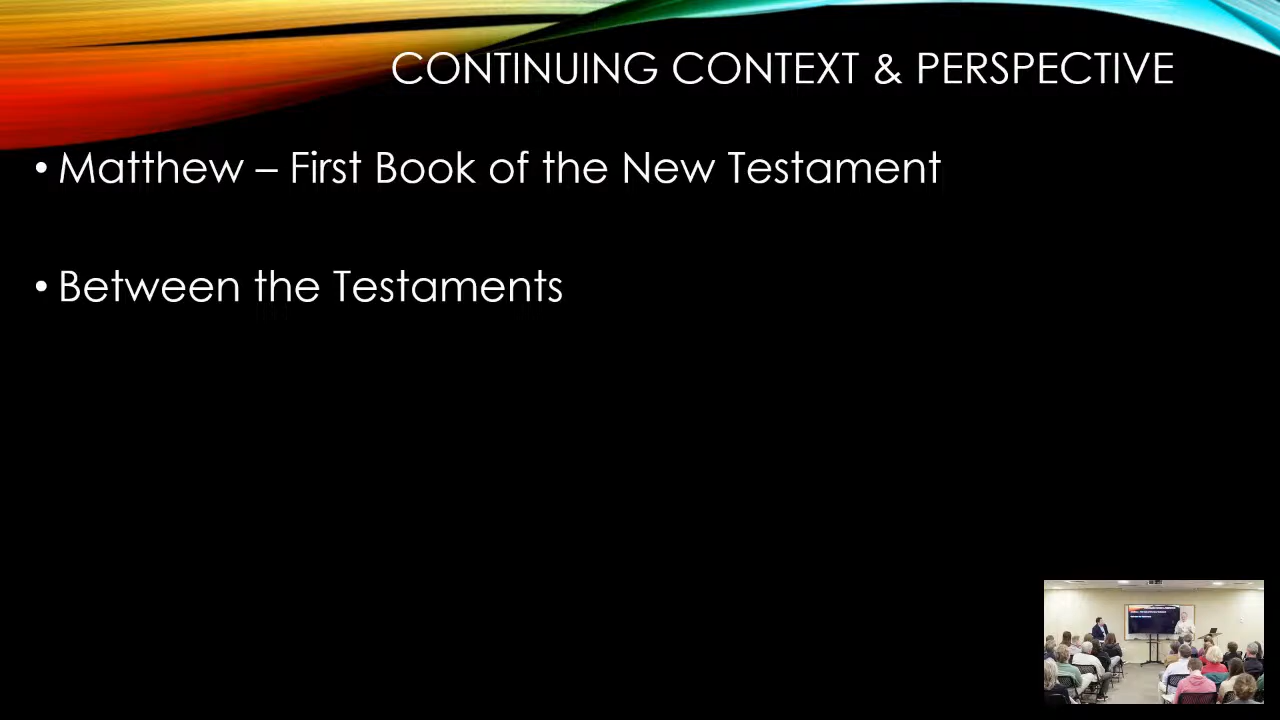 CONTINUING CONTEXT & PERSPECTIVE
• Matthew – First Book of the New Testament
• Between the Testaments